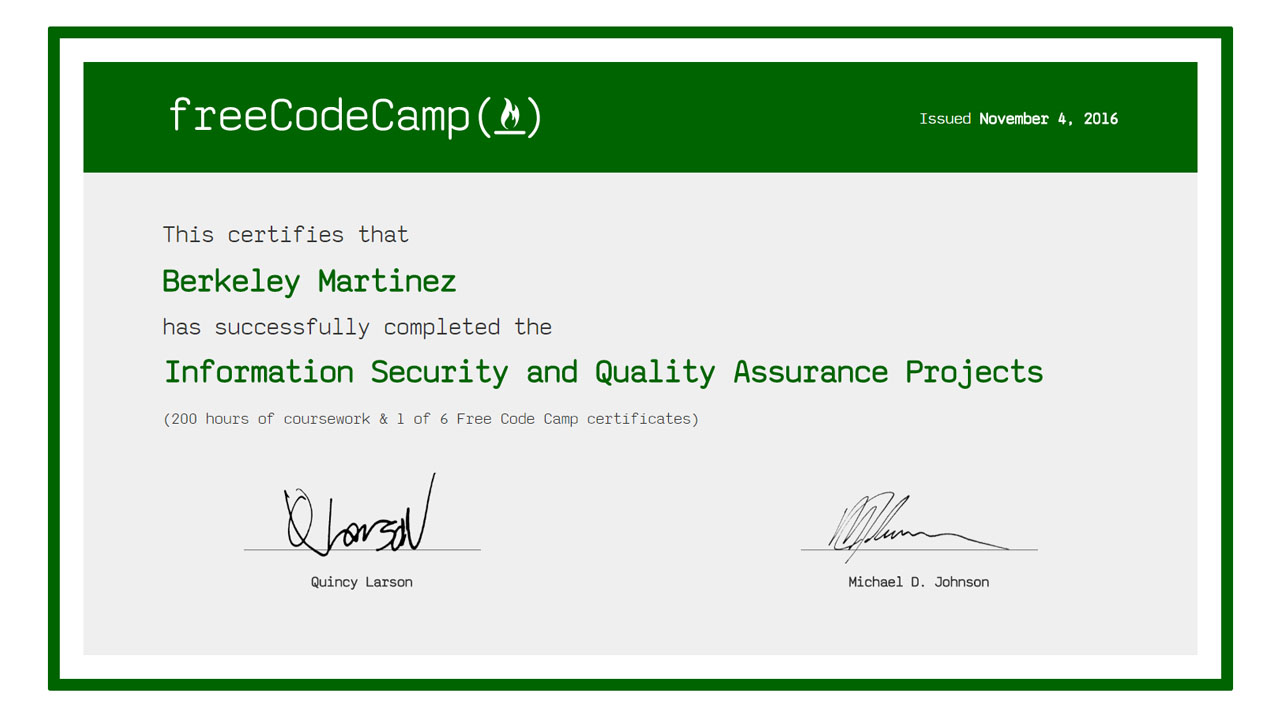 freeCodeCamp
Issued November 4, 2016
This certifies that
Berkeley Martinez
has successfully completed the
Information Security and Quality Assurance Projects
(200 hours of coursework & 1 of 6 Free Code Camp certificates)
Q Larson
Quincy Larson
Michael D. Johnson